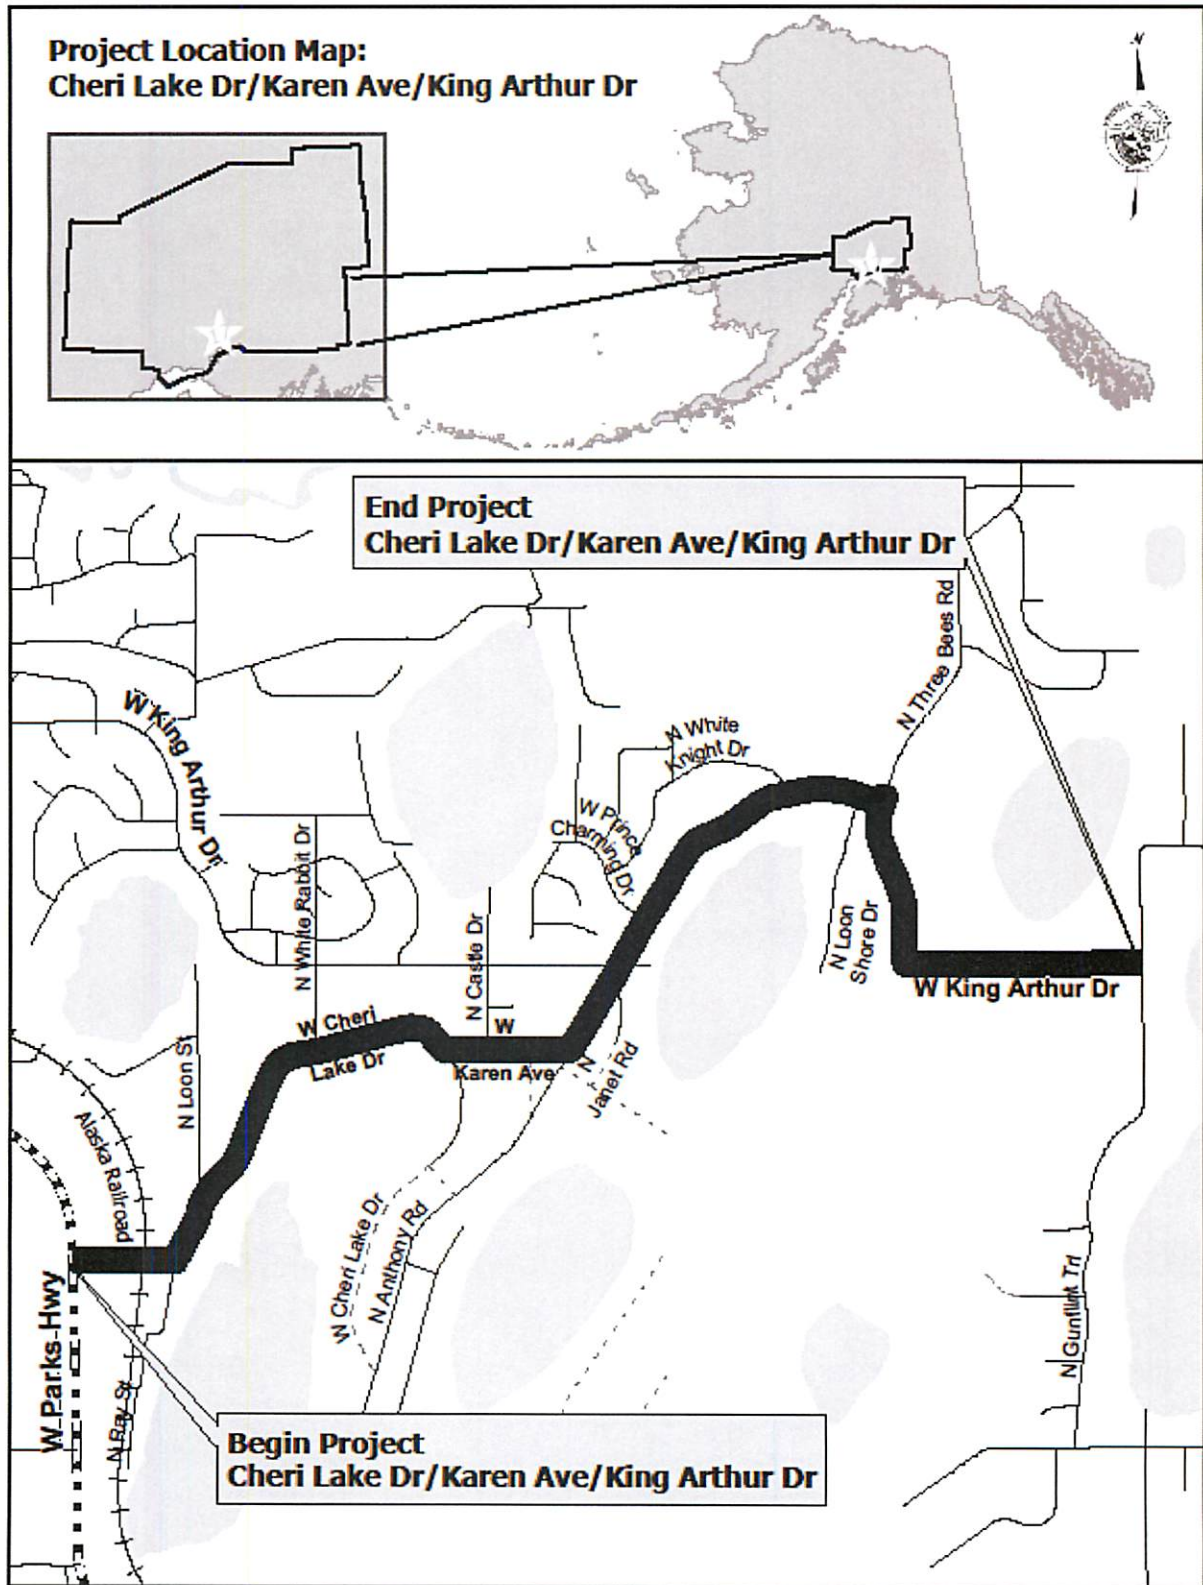 Project Location Map:
Cheri Lake Dr/Karen Ave/King Arthur Dr
N
End Project
Cheri Lake Dr/Karen Ave/King Arthur Dr
N Three Bees Rd
W King Arthur Dr
N White
Knight Dr
W Prince
Charming Dr
N White Rabbit Dr
N Castle Dr
N Loon
Shore Dr
W King Arthur Dr
W Cheri
Lake Dr
W
Karen Ave
N
Janet Rd
N Loon St
Alaska Railroad
W Cheri Lake Dr
N Anthony Rd
N Gunflint Trl
W Parks Hwy
N Ray St
Begin Project
Cheri Lake Dr/Karen Ave/King Arthur Dr